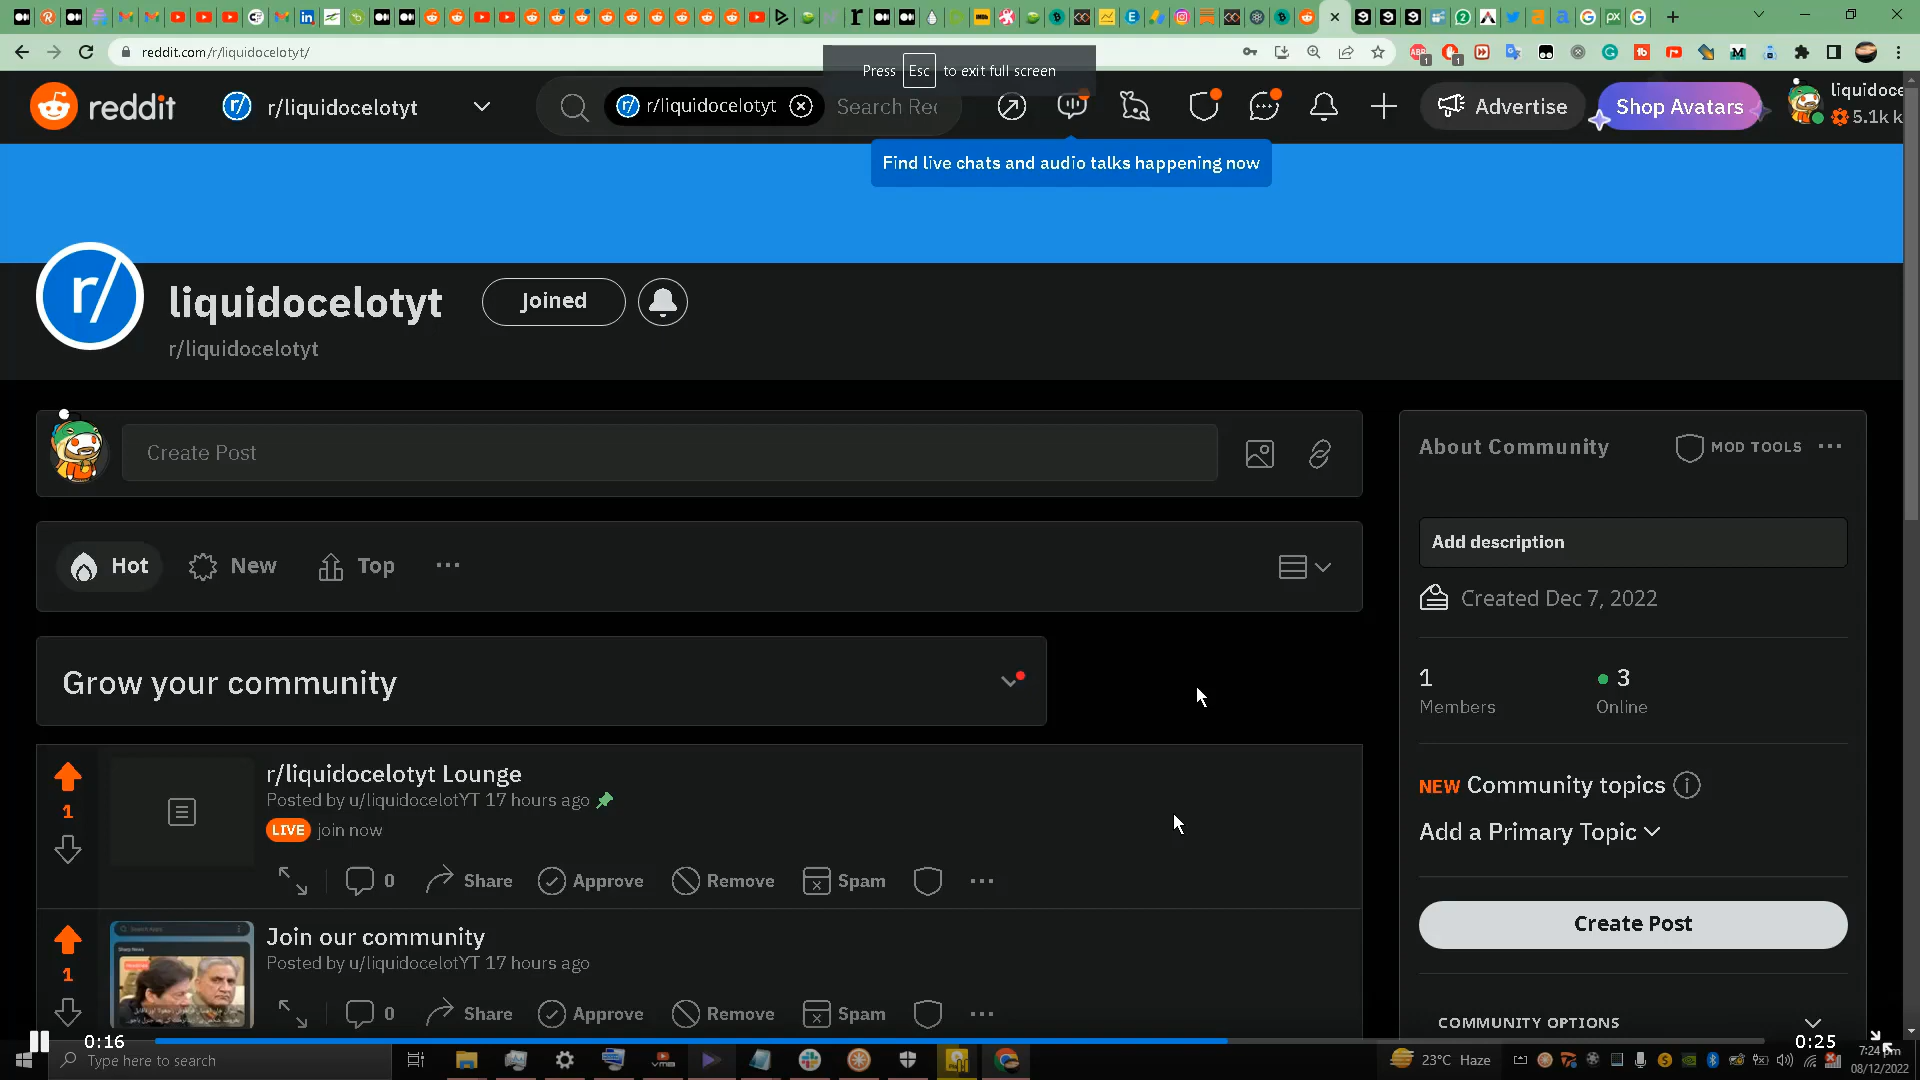 reddit.com/r/liquidocelotyt/
Press Esc to exit full screen
reddit
r/liquidocelotyt
r/liquidocelotyt
Search Rec
Advertise
Shop Avatars
liquidoce
5.1k k
Find live chats and audio talks happening now
r/
liquidocelotyt
Joined
r/liquidocelotyt
Create Post
Hot
New
Top
Grow your community
r/liquidocelotyt Lounge
Posted by u/liquidocelotYT 17 hours ago
LIVE join now
1
0
Share
Approve
Remove
Spam
Join our community
Posted by u/liquidocelotYT 17 hours ago
1
0
Share
Approve
Remove
Spam
About Community
MOD TOOLS
Add description
Created Dec 7, 2022
1
3
Members
Online
NEW Community topics
Add a Primary Topic
Create Post
COMMUNITY OPTIONS
0:16
0:25
Type here to search
23°C Haze
7:24 pm
08/12/2022